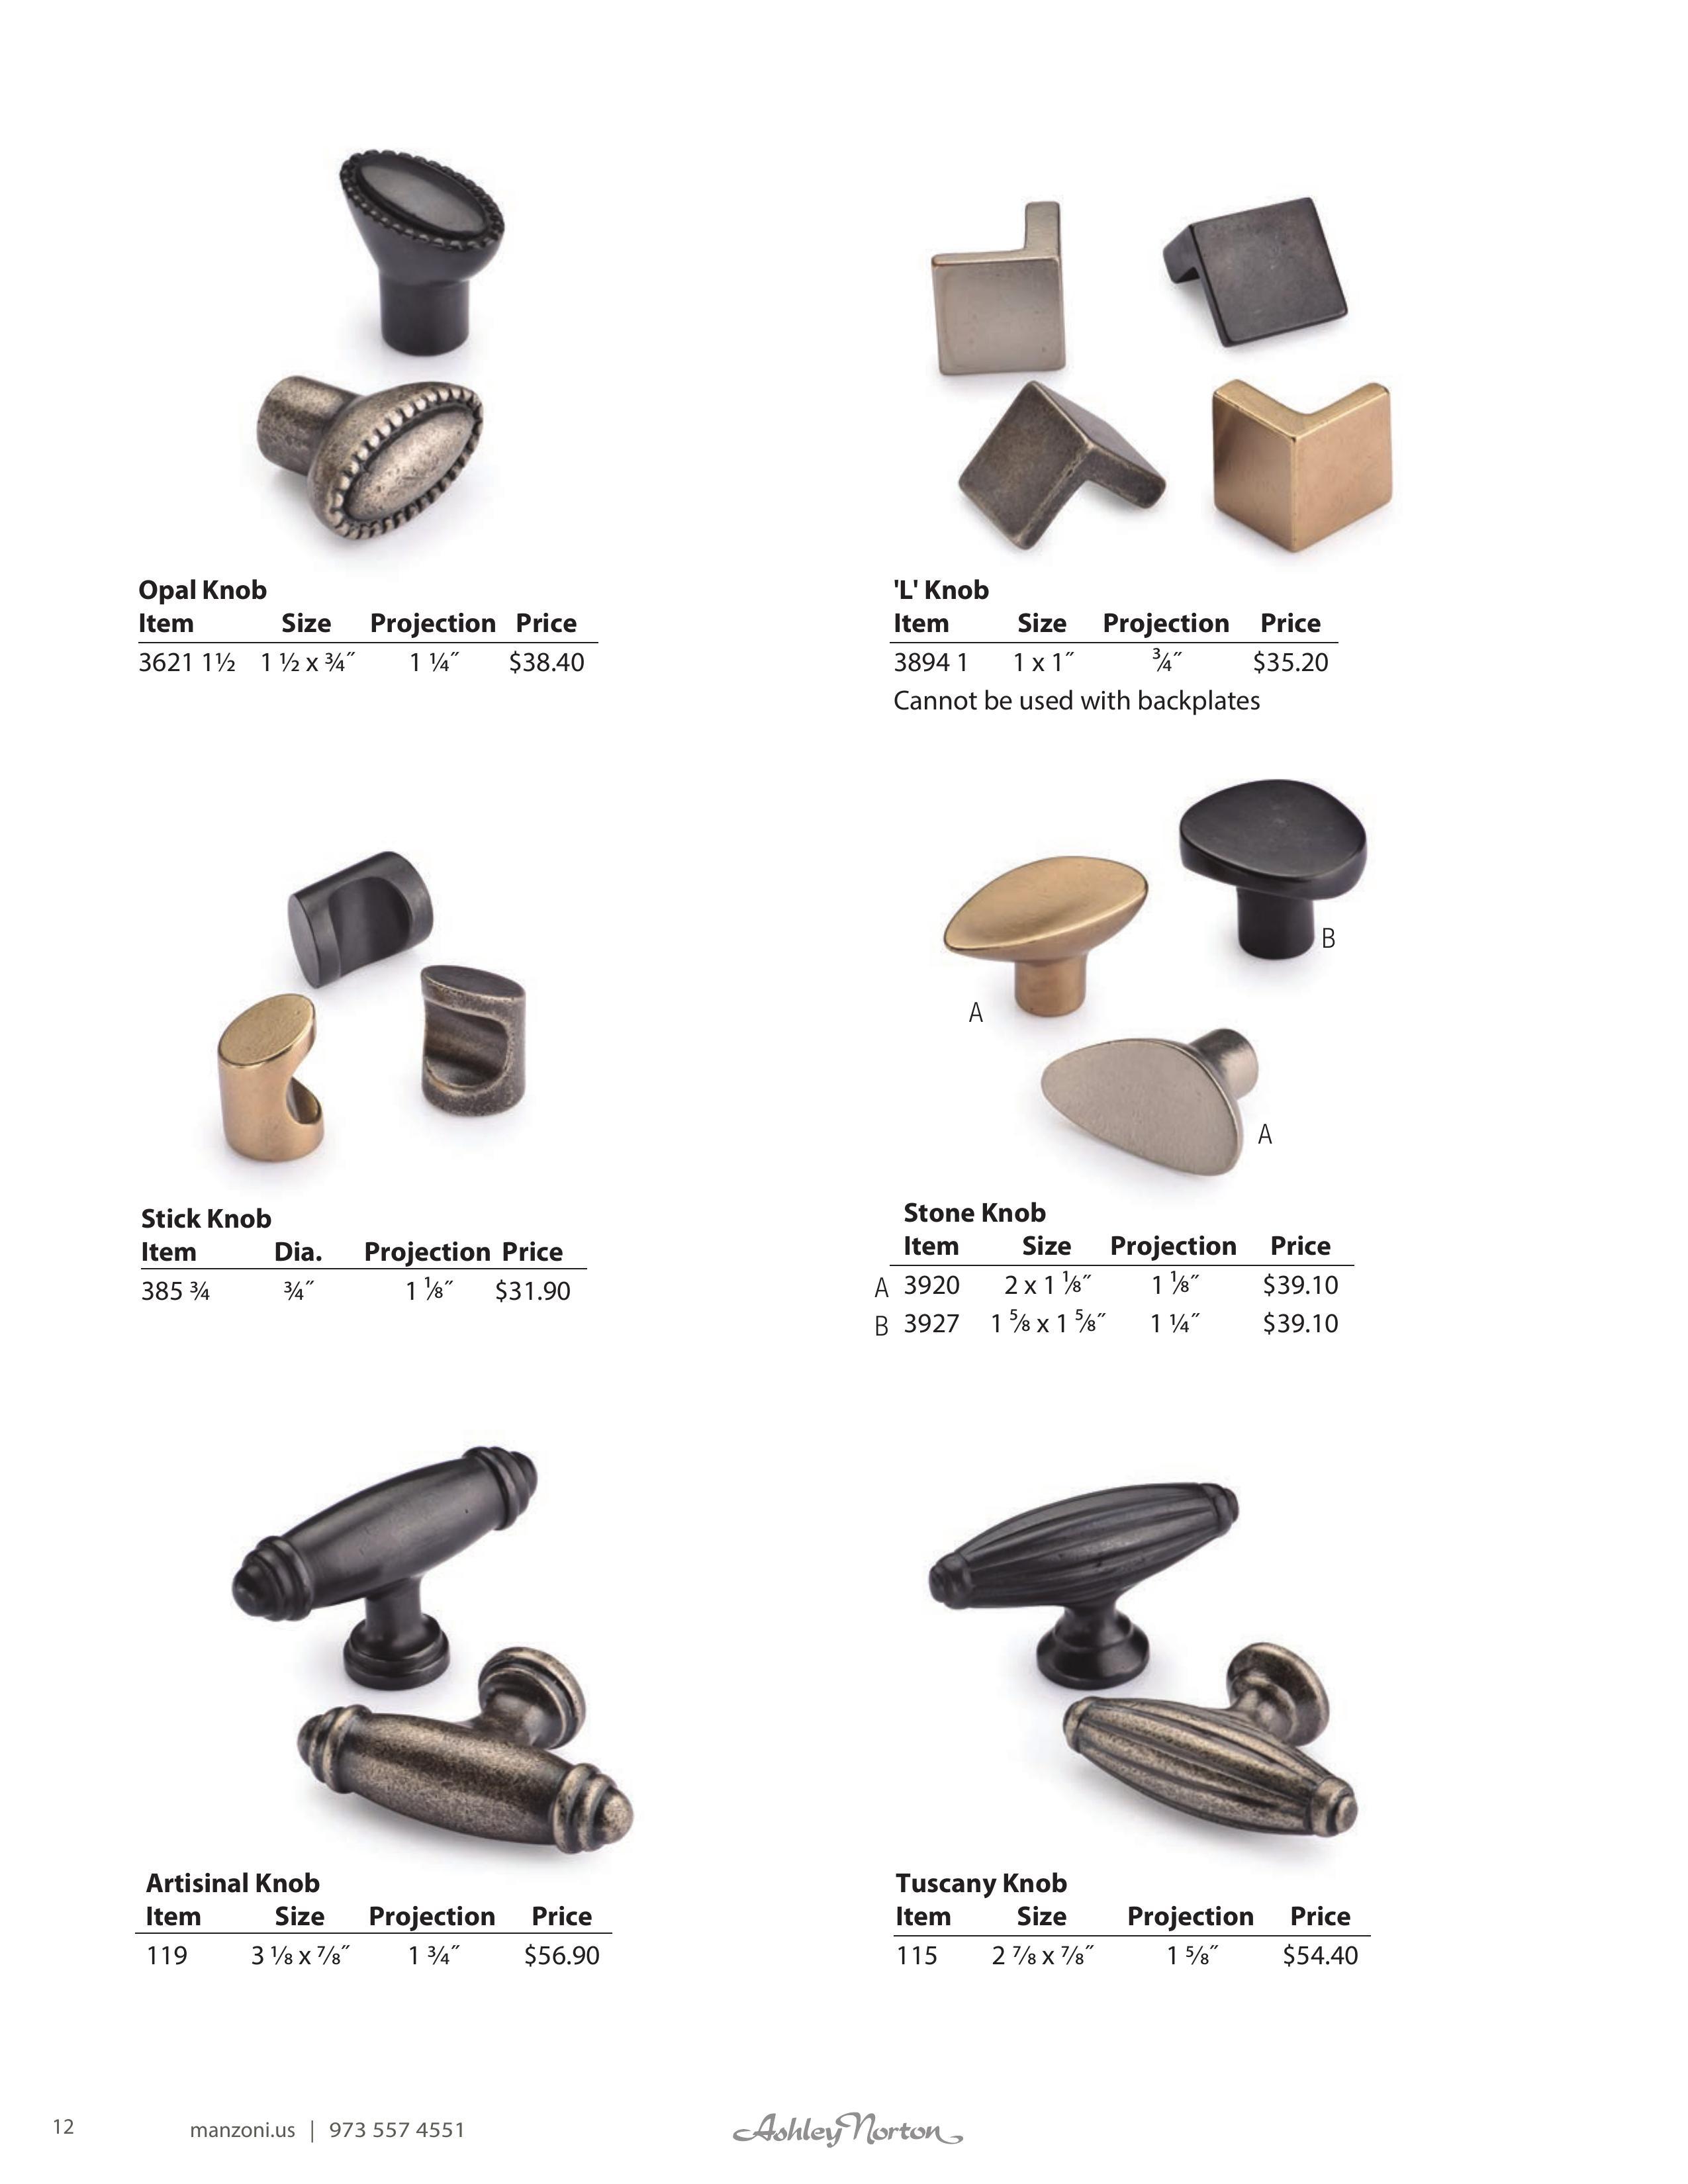 Opal Knob
Item Size Projection Price
3621 1½ 1 ½ x ¾″ 1 ¼″ $38.40
'L' Knob
Item Size Projection Price
3894 1 1 x 1″ ¾″ $35.20
Cannot be used with backplates
B
A
A
Stick Knob
Item Dia. Projection Price
385 ¾ ¾″ 1 ⅛″ $31.90
Stone Knob
Item Size Projection Price
A 3920 2 x 1 ⅛″ 1 ⅛″ $39.10
B 3927 1 ⅝ x 1 ⅝″ 1 ¼″ $39.10
Artisinal Knob
Item Size Projection Price
119 3 ⅛ x ⅞″ 1 ¾″ $56.90
Tuscany Knob
Item Size Projection Price
115 2 ⅞ x ⅞″ 1 ⅝″ $54.40
12 manzoni.us | 973 557 4551 Ashley Norton